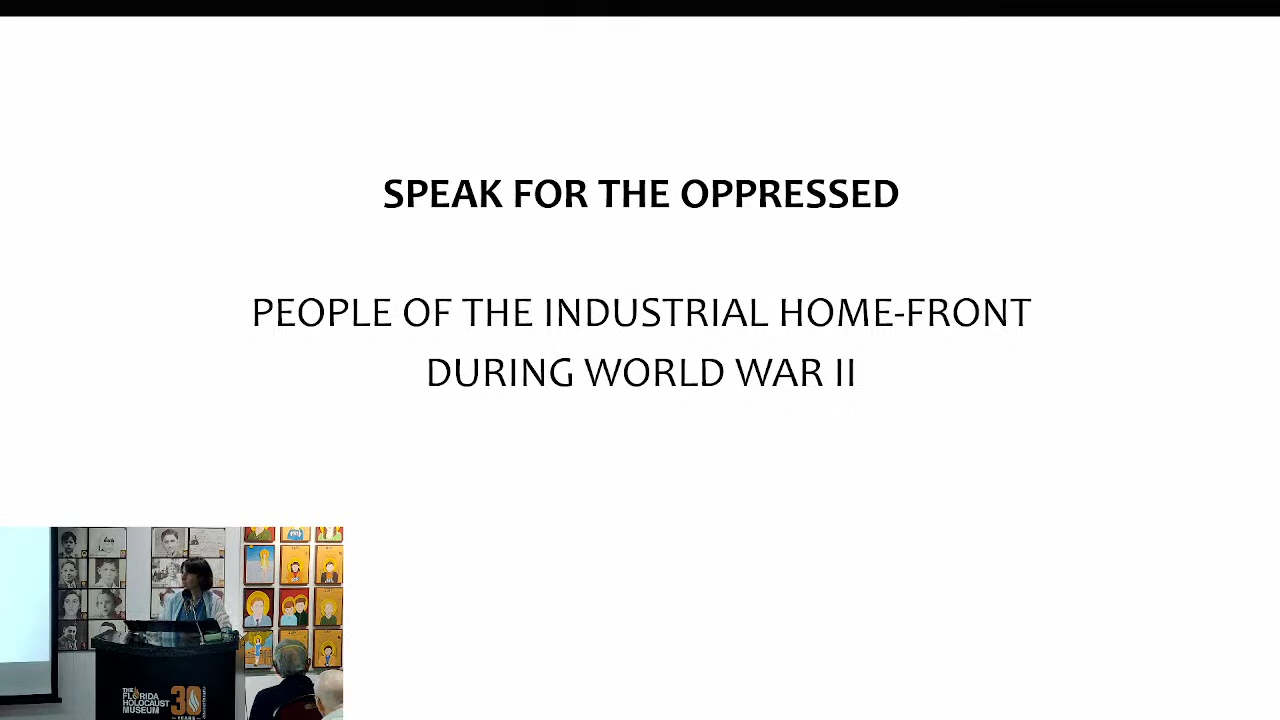 SPEAK FOR THE OPPRESSED
PEOPLE OF THE INDUSTRIAL HOME-FRONT
DURING WORLD WAR II
THE
FLORIDA
HOLOCAUST
MUSEUM
30
YEARS